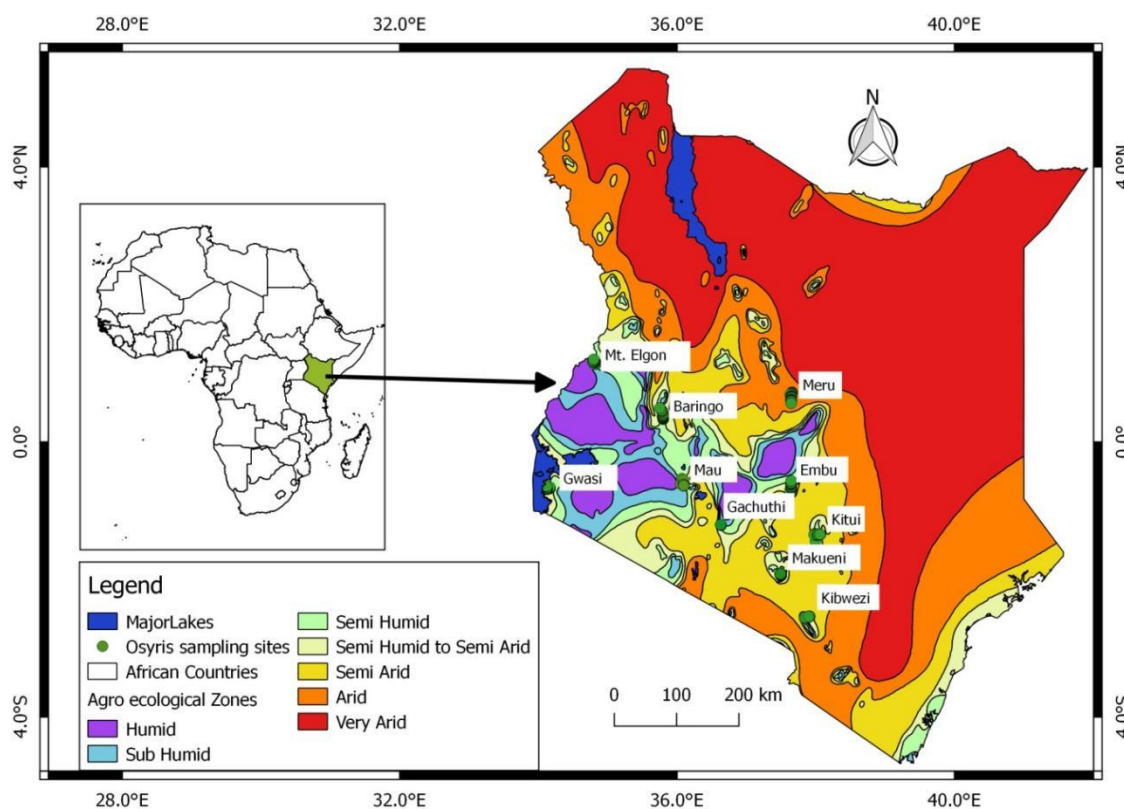 28.0°E 32.0°E 36.0°E 40.0°E
N
4.0°N 4.0°N
Mt. Elgon
Meru
Baringo
0.0° 0.0°
Gwasi
Mau
Embu
Gachuthi
Kitui
Makueni
Kibwezi
Legend
MajorLakes
Osyris sampling sites
African Countries
Agro ecological Zones
Humid
Sub Humid
Semi Humid
Semi Humid to Semi Arid
Semi Arid
Arid
Very Arid
0 100 200 km
4.0°S 4.0°S
28.0°E 32.0°E 36.0°E 40.0°E